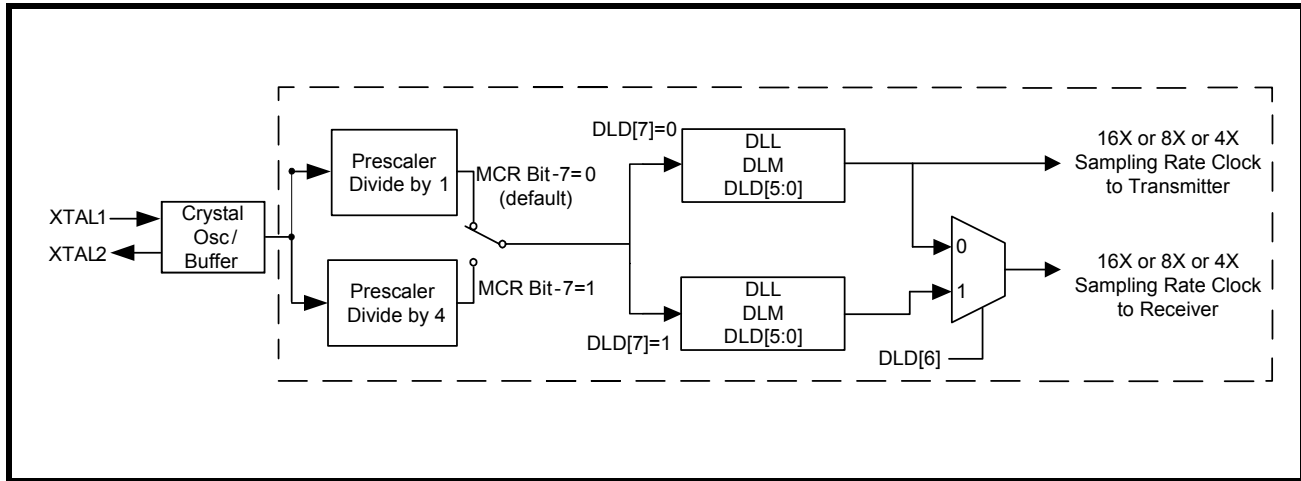 XTAL1
XTAL2
Crystal
Osc/
Buffer
Prescaler
Divide by 1
Prescaler
Divide by 4
MCR Bit-7=0
(default)
MCR Bit-7=1
DLD[7]=0
DLL
DLM
DLD[5:0]
DLD[7]=1
DLL
DLM
DLD[5:0]
0
1
DLD[6]
16X or 8X or 4X
Sampling Rate Clock
to Transmitter
16X or 8X or 4X
Sampling Rate Clock
to Receiver